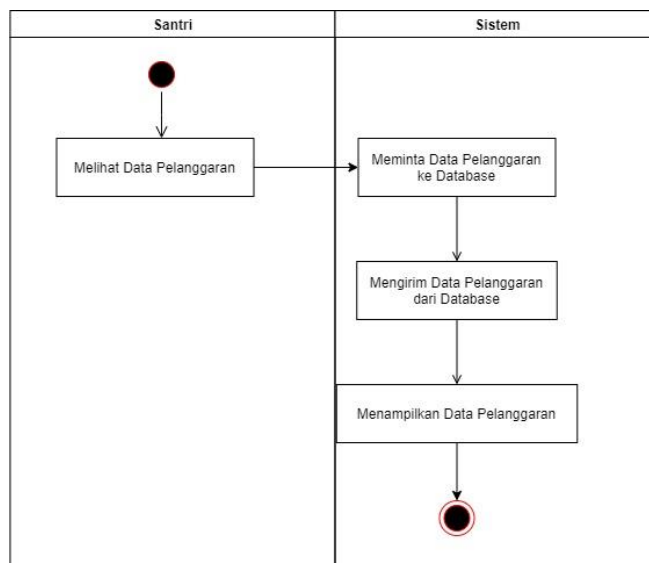 Santri
Sistem
Melihat Data Pelanggaran
Meminta Data Pelanggaran
ke Database
Mengirim Data Pelanggaran
dari Database
Menampilkan Data Pelanggaran